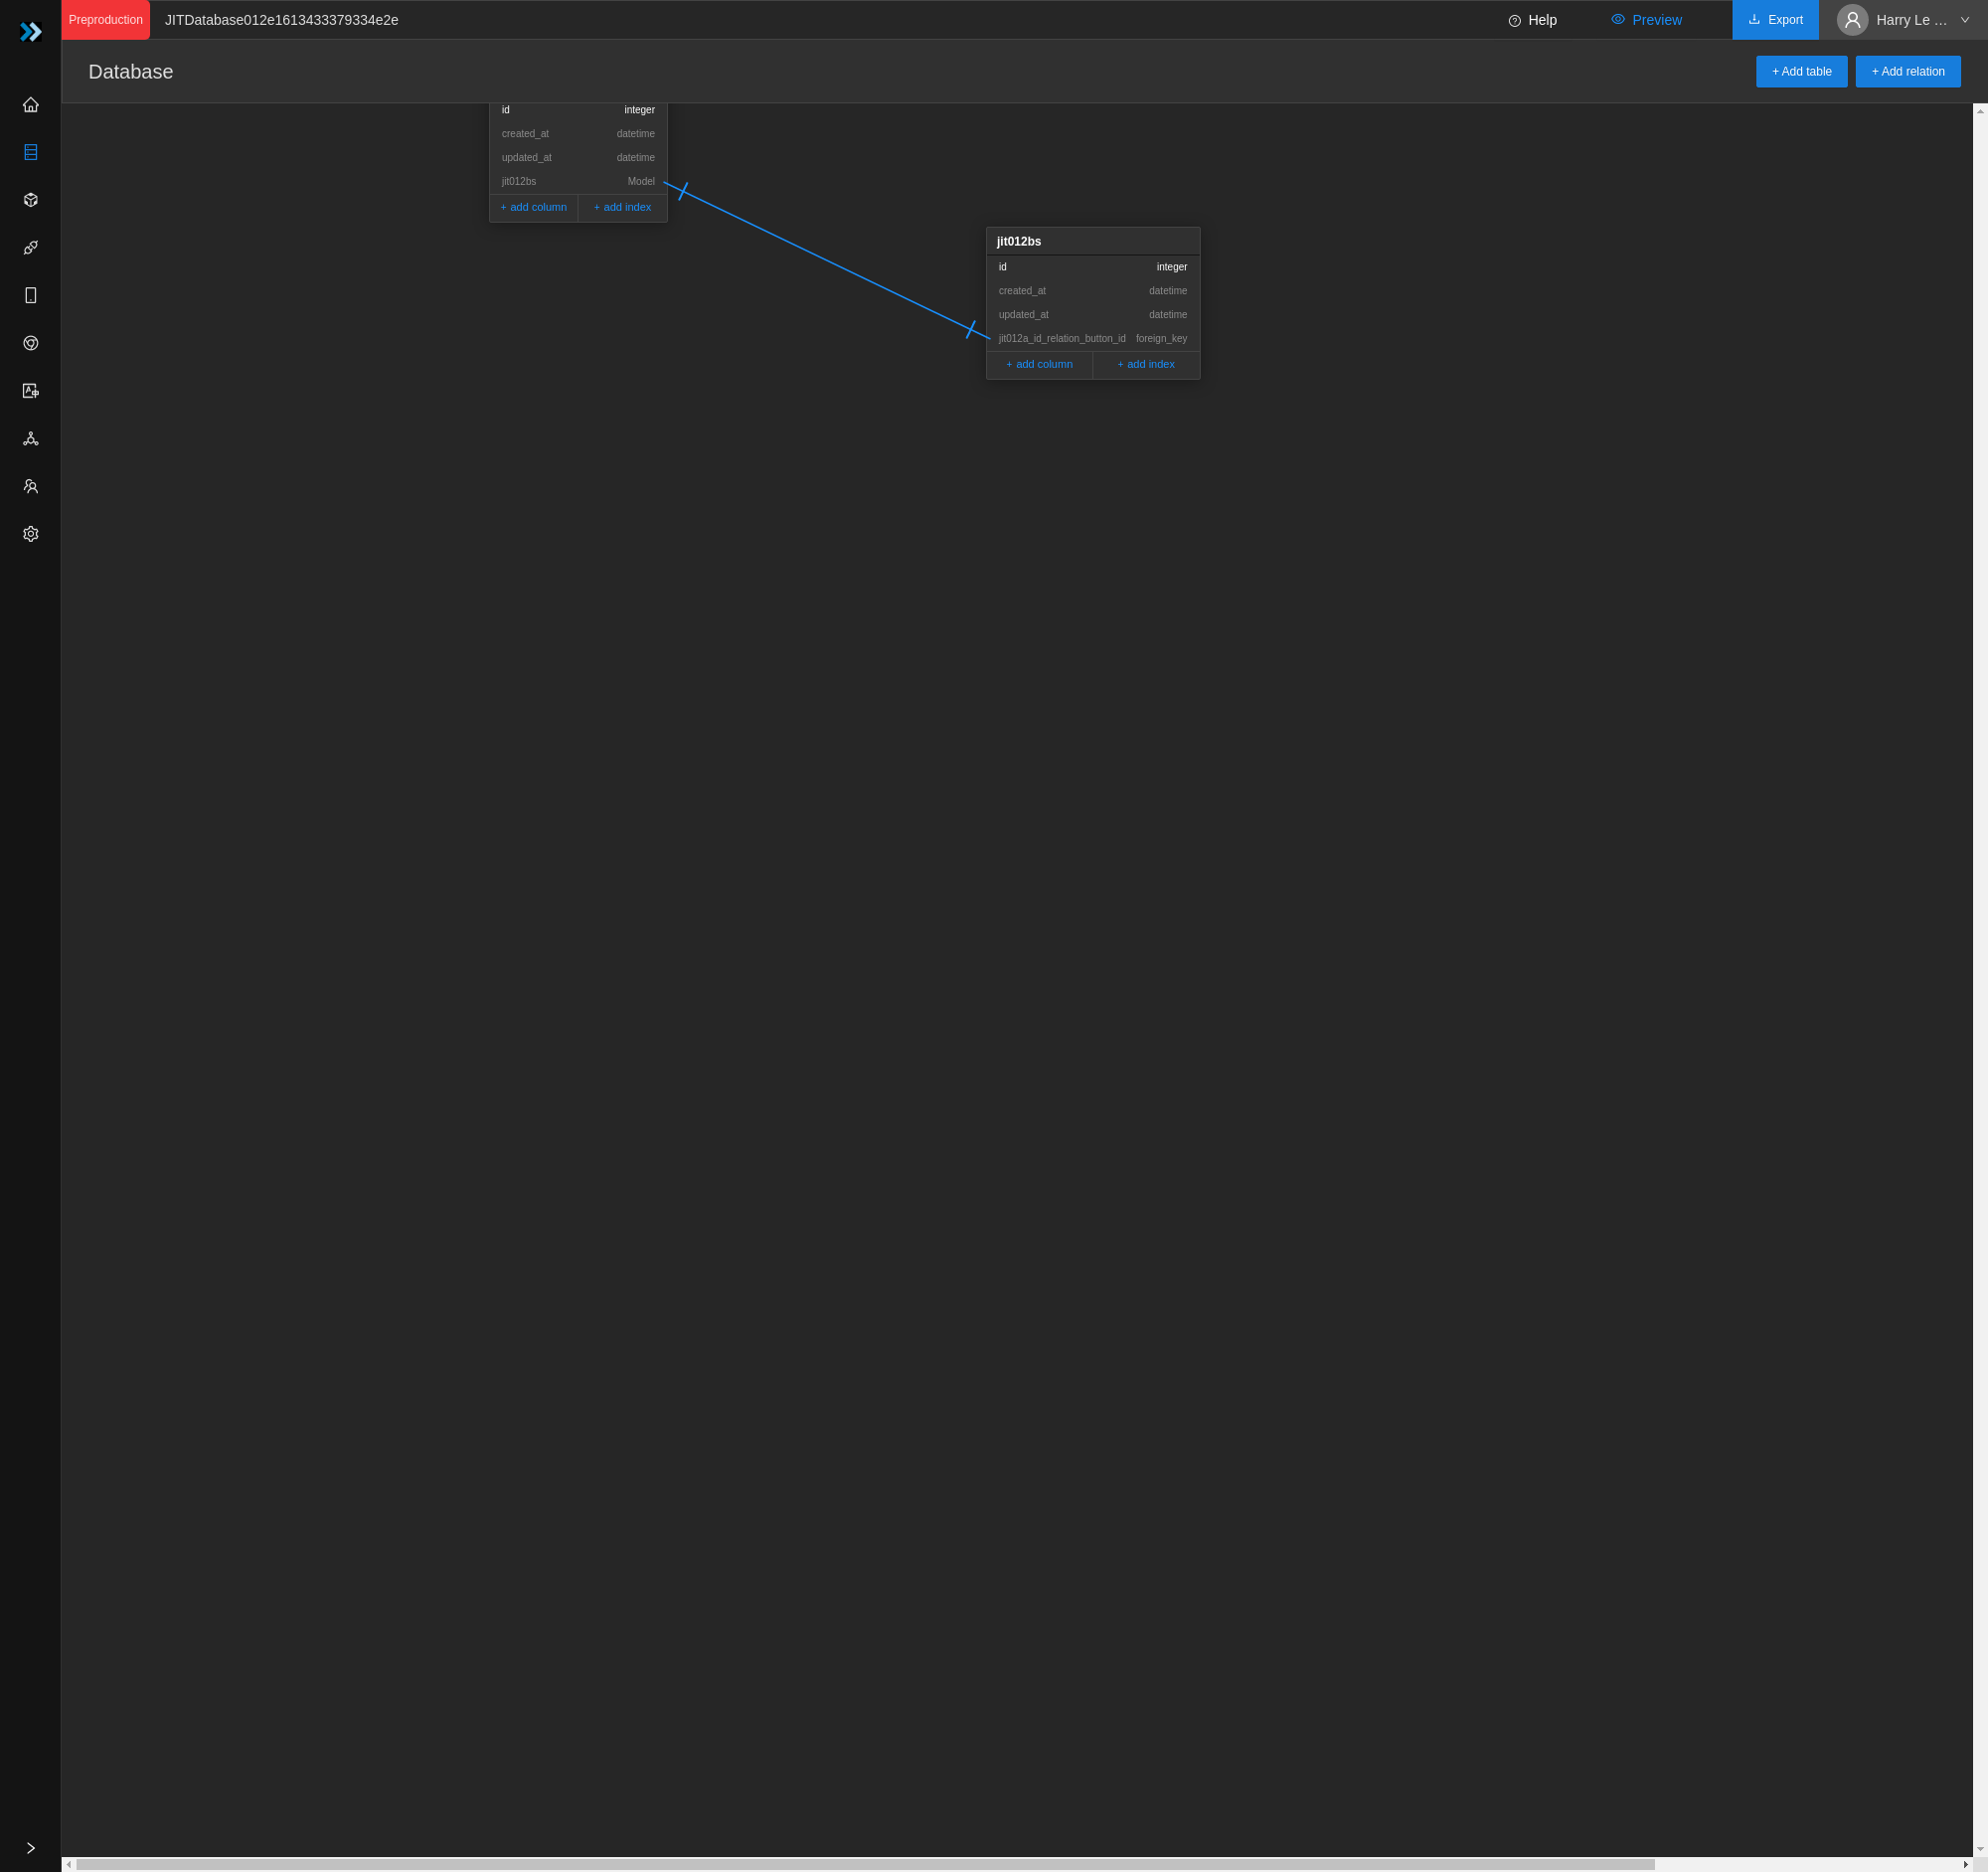 Preproduction JITDatabase012e1613433379334e2e Help Preview Export Harry Le ...
Database + Add table + Add relation
id integer
created_at datetime
updated_at datetime
jit012bs Model
+ add column + add index
jit012bs
id integer
created_at datetime
updated_at datetime
jit012a_id_relation_button_id foreign_key
+ add column + add index